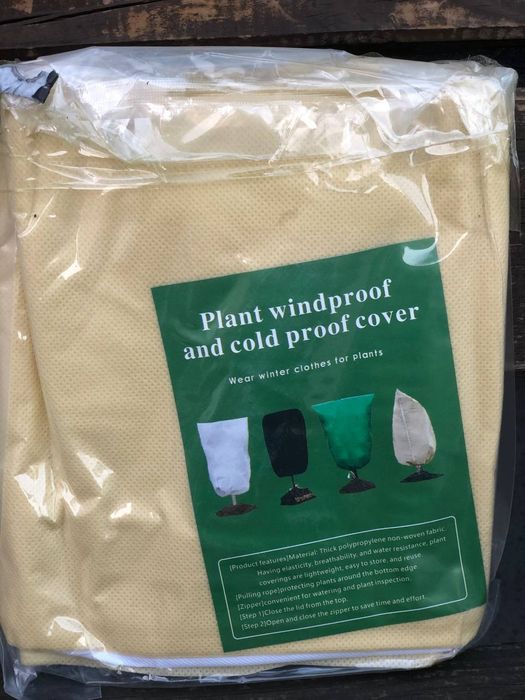 Plant windproof
and cold proof cover
Wear winter clothes for plants
[Product features]Material: Thick polypropylene non-woven fabric.
Having elasticity, breathability, and water resistance, plant
coverings are lightweight, easy to store, and reuse.
[Pulling rope]protecting plants around the bottom edge.
[Zipper]convenient for watering and plant inspection.
[Step 1]Close the lid from the top.
[Step 2]Open and close the zipper to save time and effort.